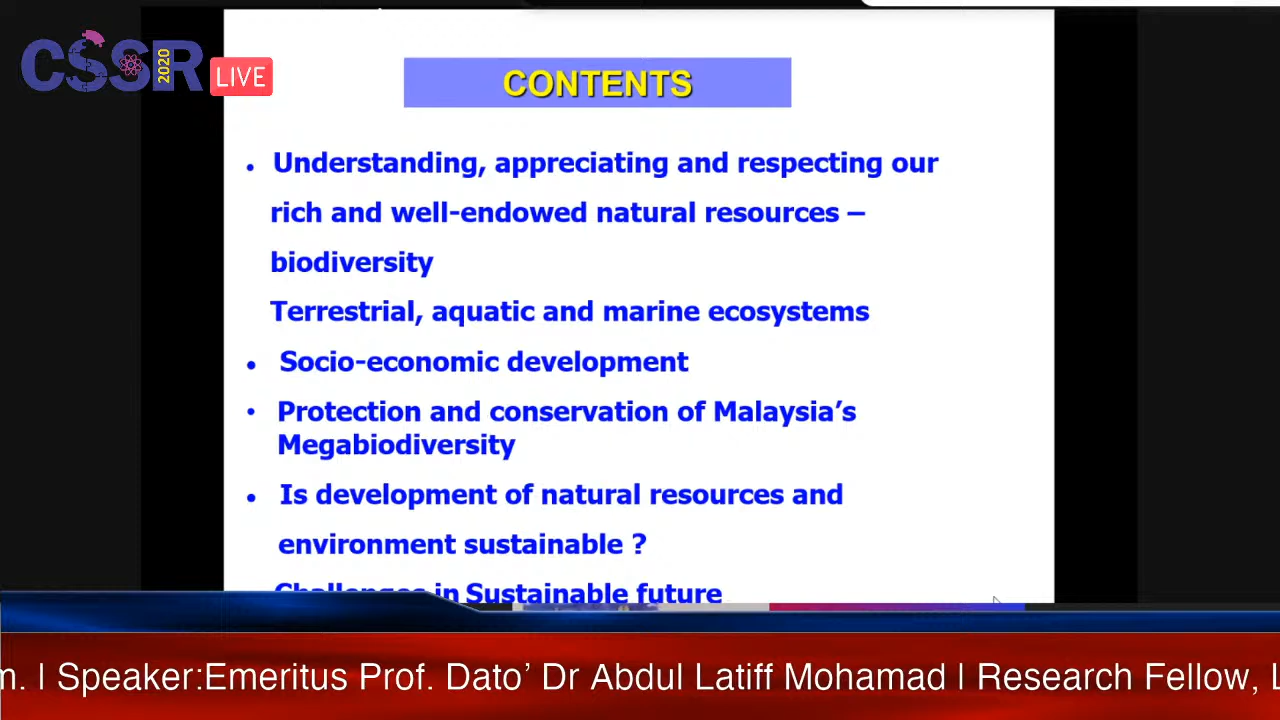 CSSR 2020
LIVE
CONTENTS
• Understanding, appreciating and respecting our
rich and well-endowed natural resources –
biodiversity
Terrestrial, aquatic and marine ecosystems
• Socio-economic development
• Protection and conservation of Malaysia’s
Megabiodiversity
• Is development of natural resources and
environment sustainable ?
Challenges in Sustainable future
m. | Speaker:Emeritus Prof. Dato’ Dr Abdul Latiff Mohamad | Research Fellow, L